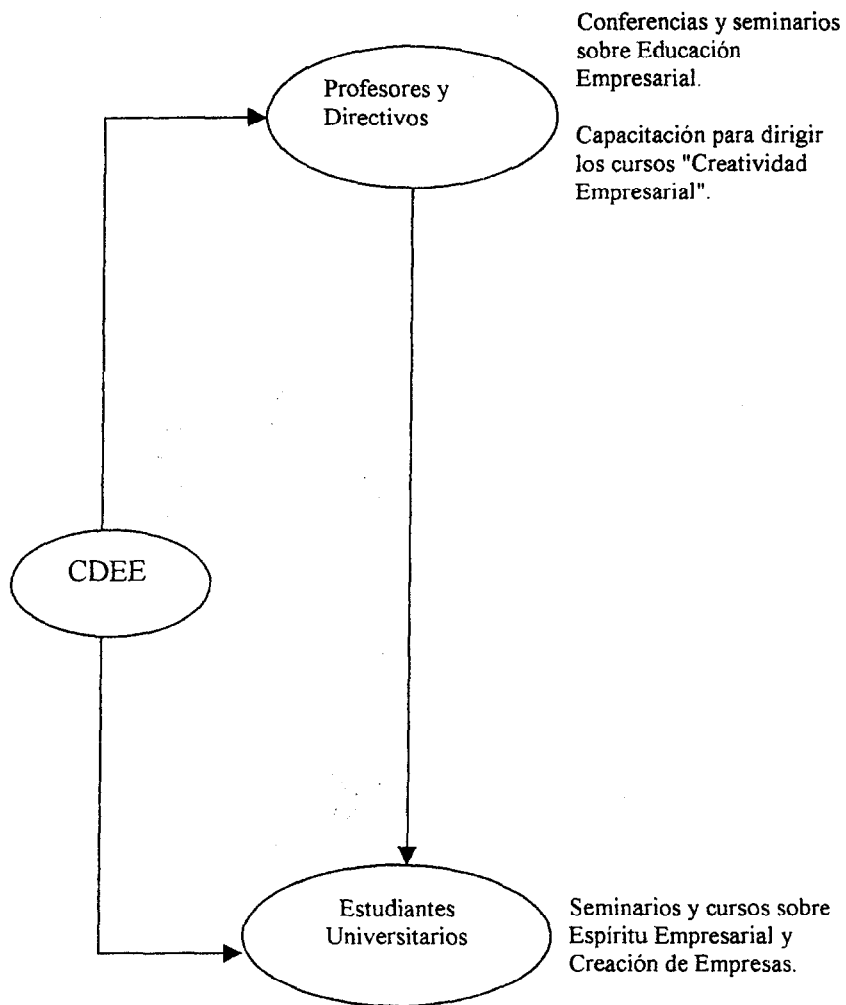 Conferencias y seminarios
sobre Educación
Empresarial.
Profesores y
Directivos
Capacitación para dirigir
los cursos "Creatividad
Empresarial".
CDEE
Estudiantes
Universitarios
Seminarios y cursos sobre
Espíritu Empresarial y
Creación de Empresas.